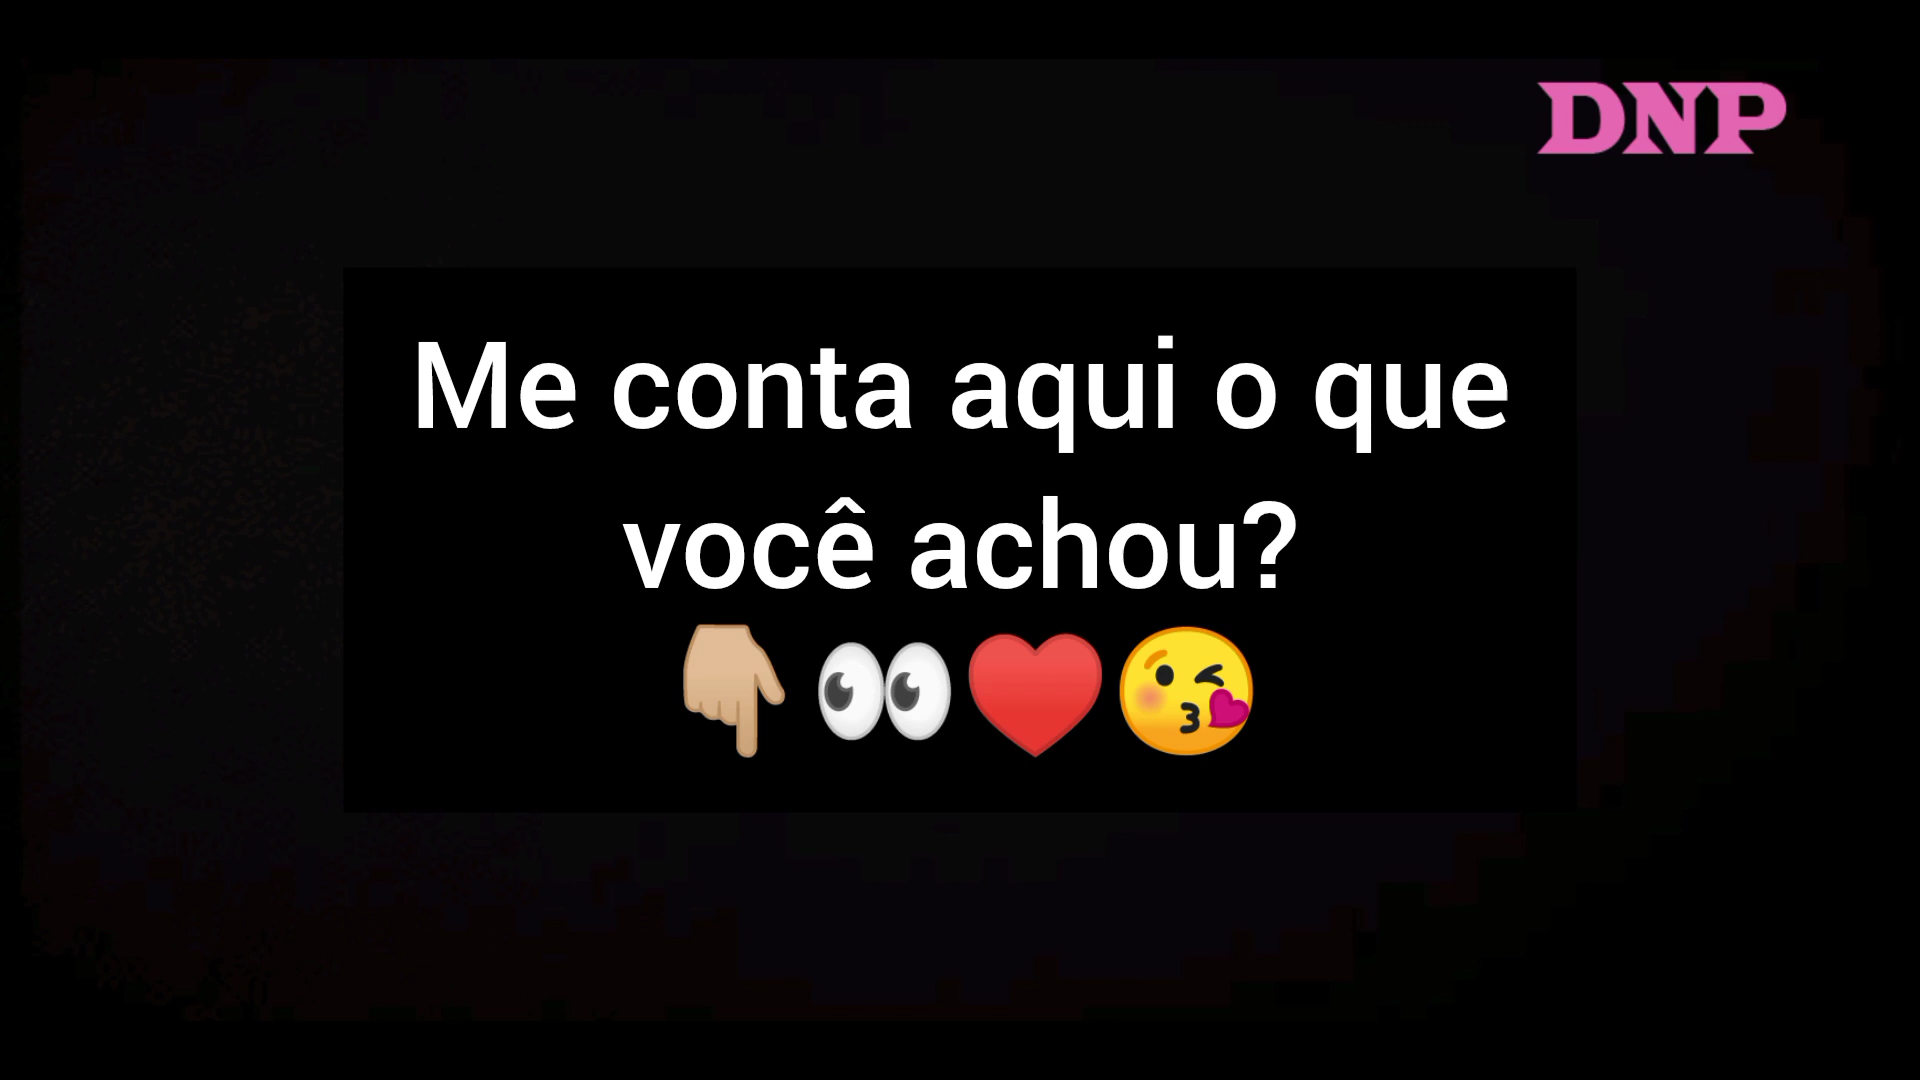 DNP
Me conta aqui o que
você achou?
👇🏼👀♥️😘